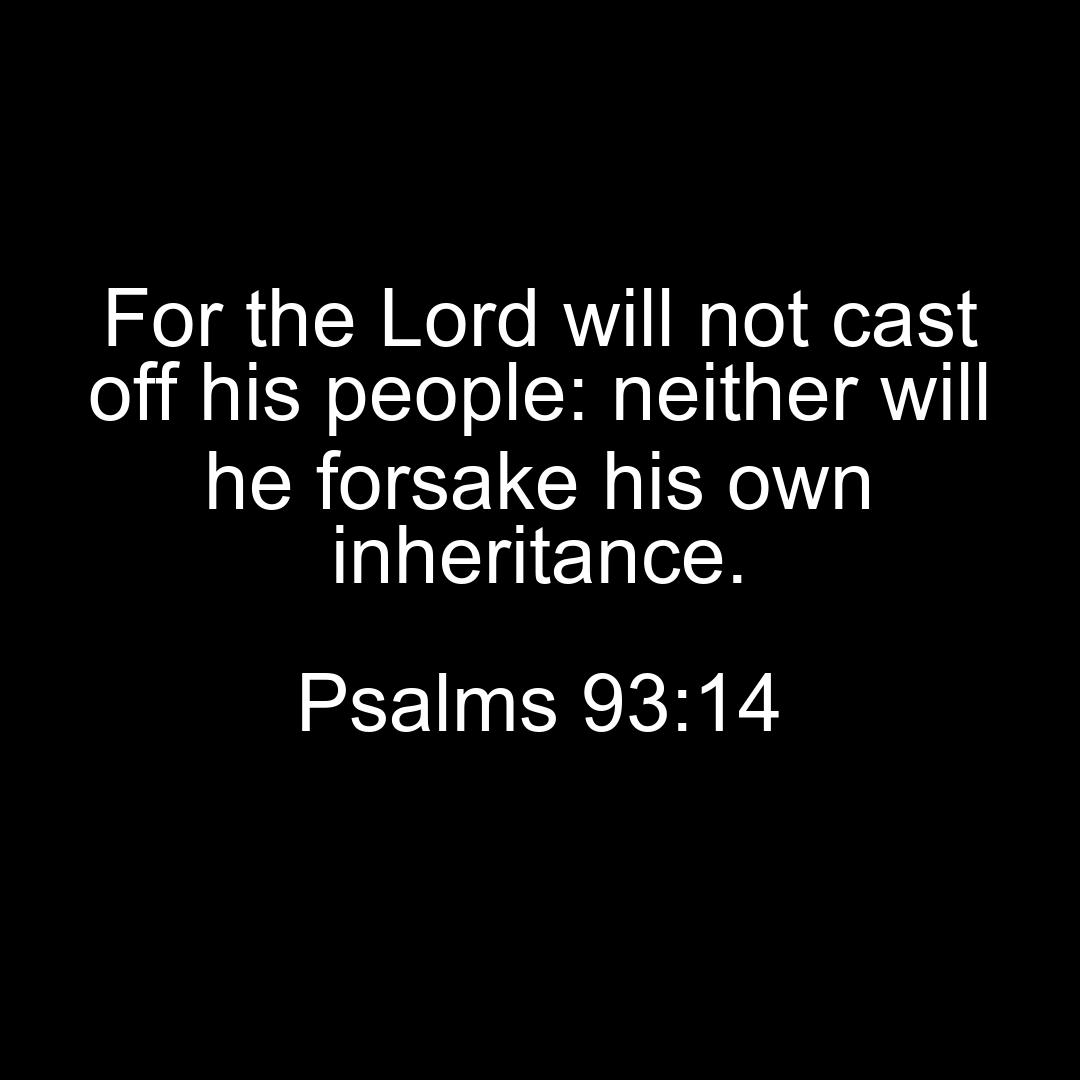 For the Lord will not cast
off his people: neither will
he forsake his own
inheritance.
Psalms 93:14